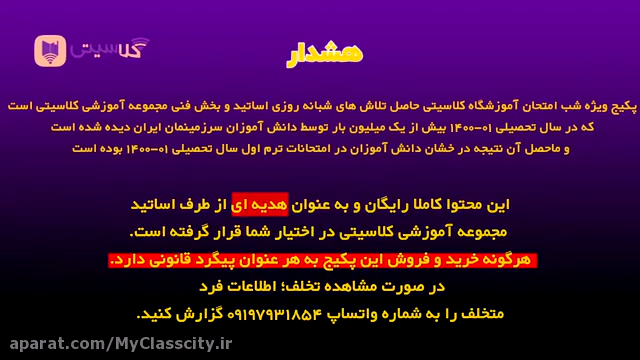 کلاسیتی
هشدار
پکیج ویژه شب امتحان آموزشگاه کلاسیتی حاصل تلاش های شبانه روزی اساتید و بخش فنی مجموعه آموزشی کلاسیتی است
که در سال تحصیلی ۰۱-۱۴۰۰ بیش از یک میلیون بار توسط دانش آموزان سرزمینمان ایران دیده شده است
و ماحصل آن نتیجه در خشان دانش آموزان در امتحانات ترم اول سال تحصیلی ۰۱-۱۴۰۰ بوده است
این محتوا کاملا رایگان و به عنوان هدیه ای از طرف اساتید
مجموعه آموزشی کلاسیتی در اختیار شما قرار گرفته است.
هرگونه خرید و فروش این پکیج به هر عنوان پیگرد قانونی دارد.
در صورت مشاهده تخلف؛ اطلاعات فرد
متخلف را به شماره واتساپ ۰۹۱۹۷۹۳۱۸۵۴ گزارش کنید.
aparat.com/MyClasscity.ir